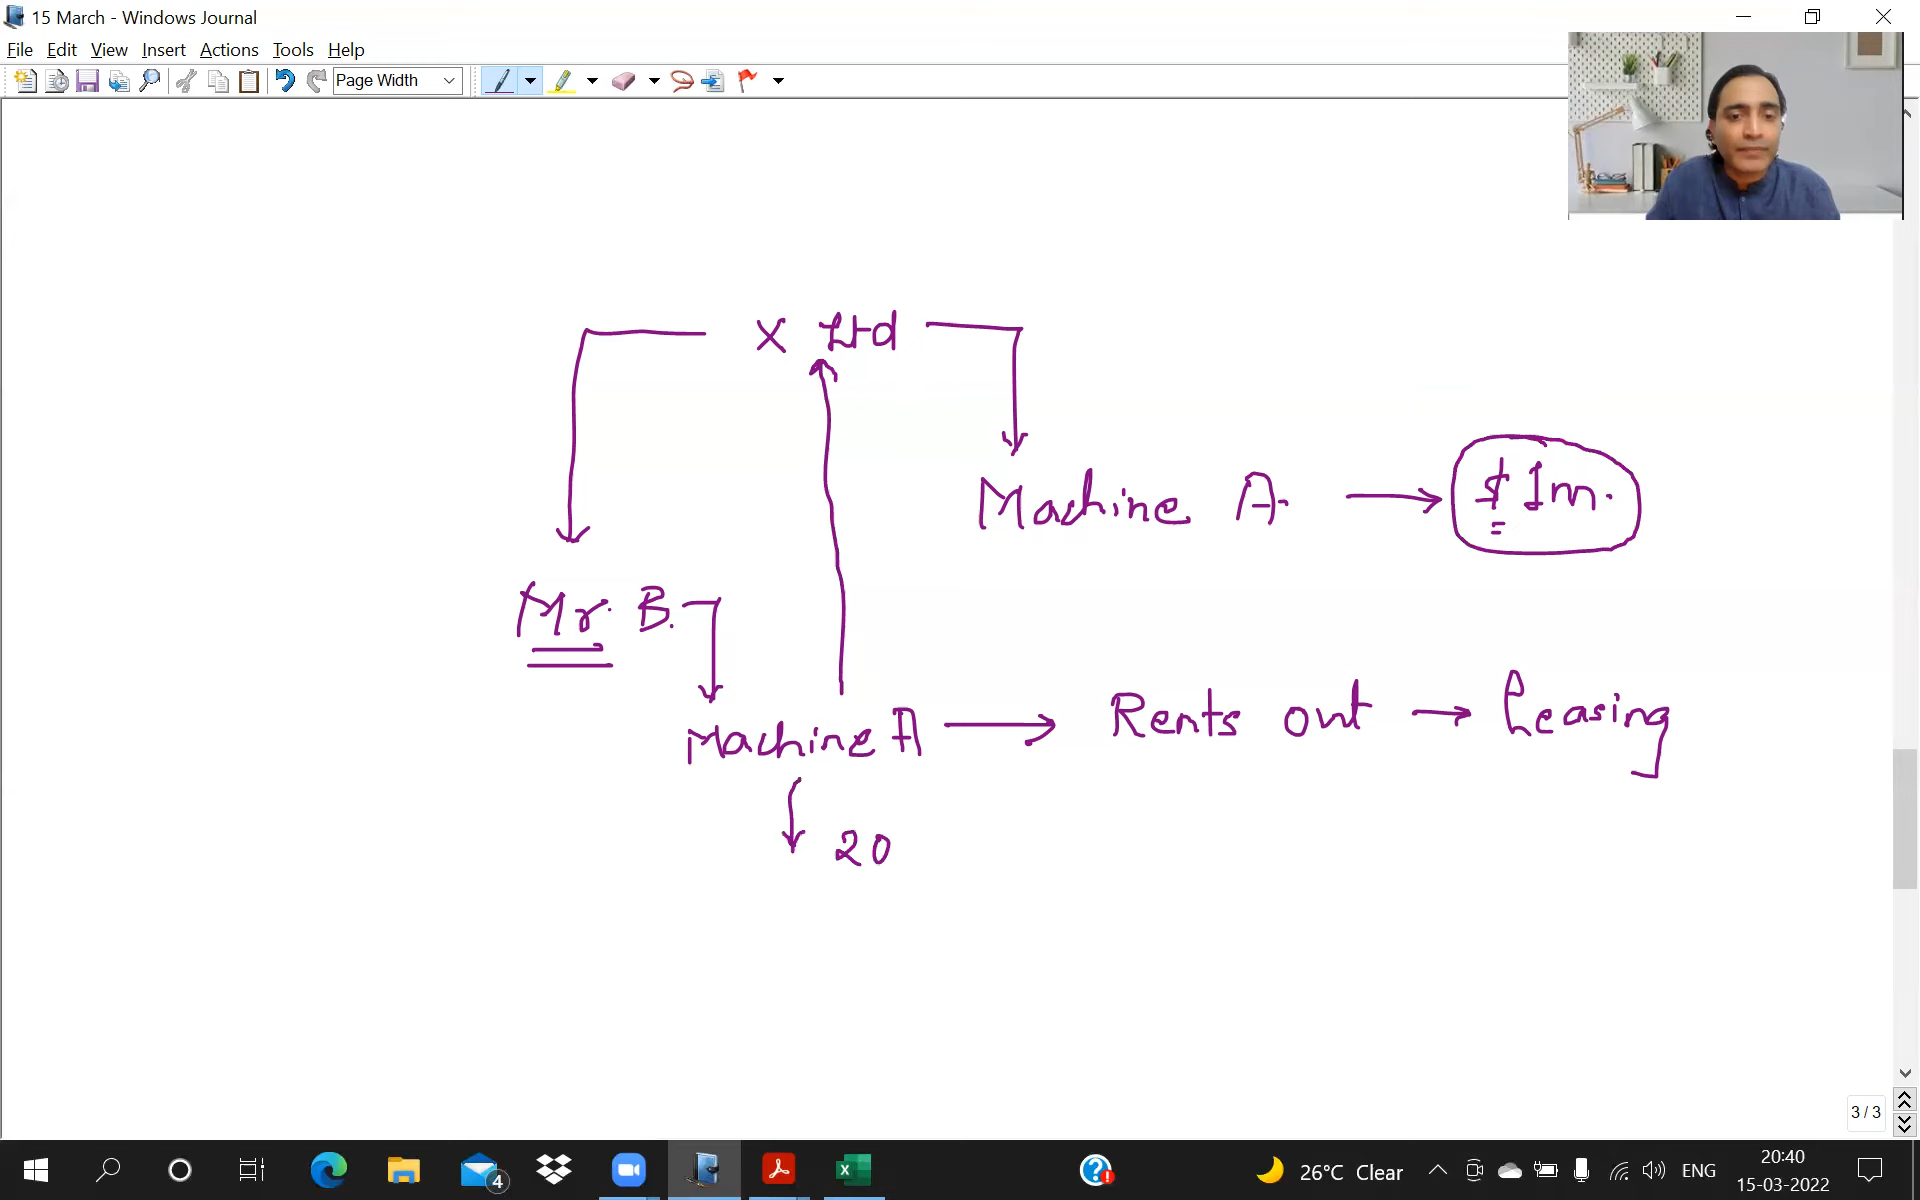 15 March - Windows Journal
File Edit View Insert Actions Tools Help
Page Width
X Ltd
Machine A. $ 1m.
Mr. B.
Machine A Rents out Leasing
20
3 / 3
4
26°C Clear ENG
20:40
15-03-2022